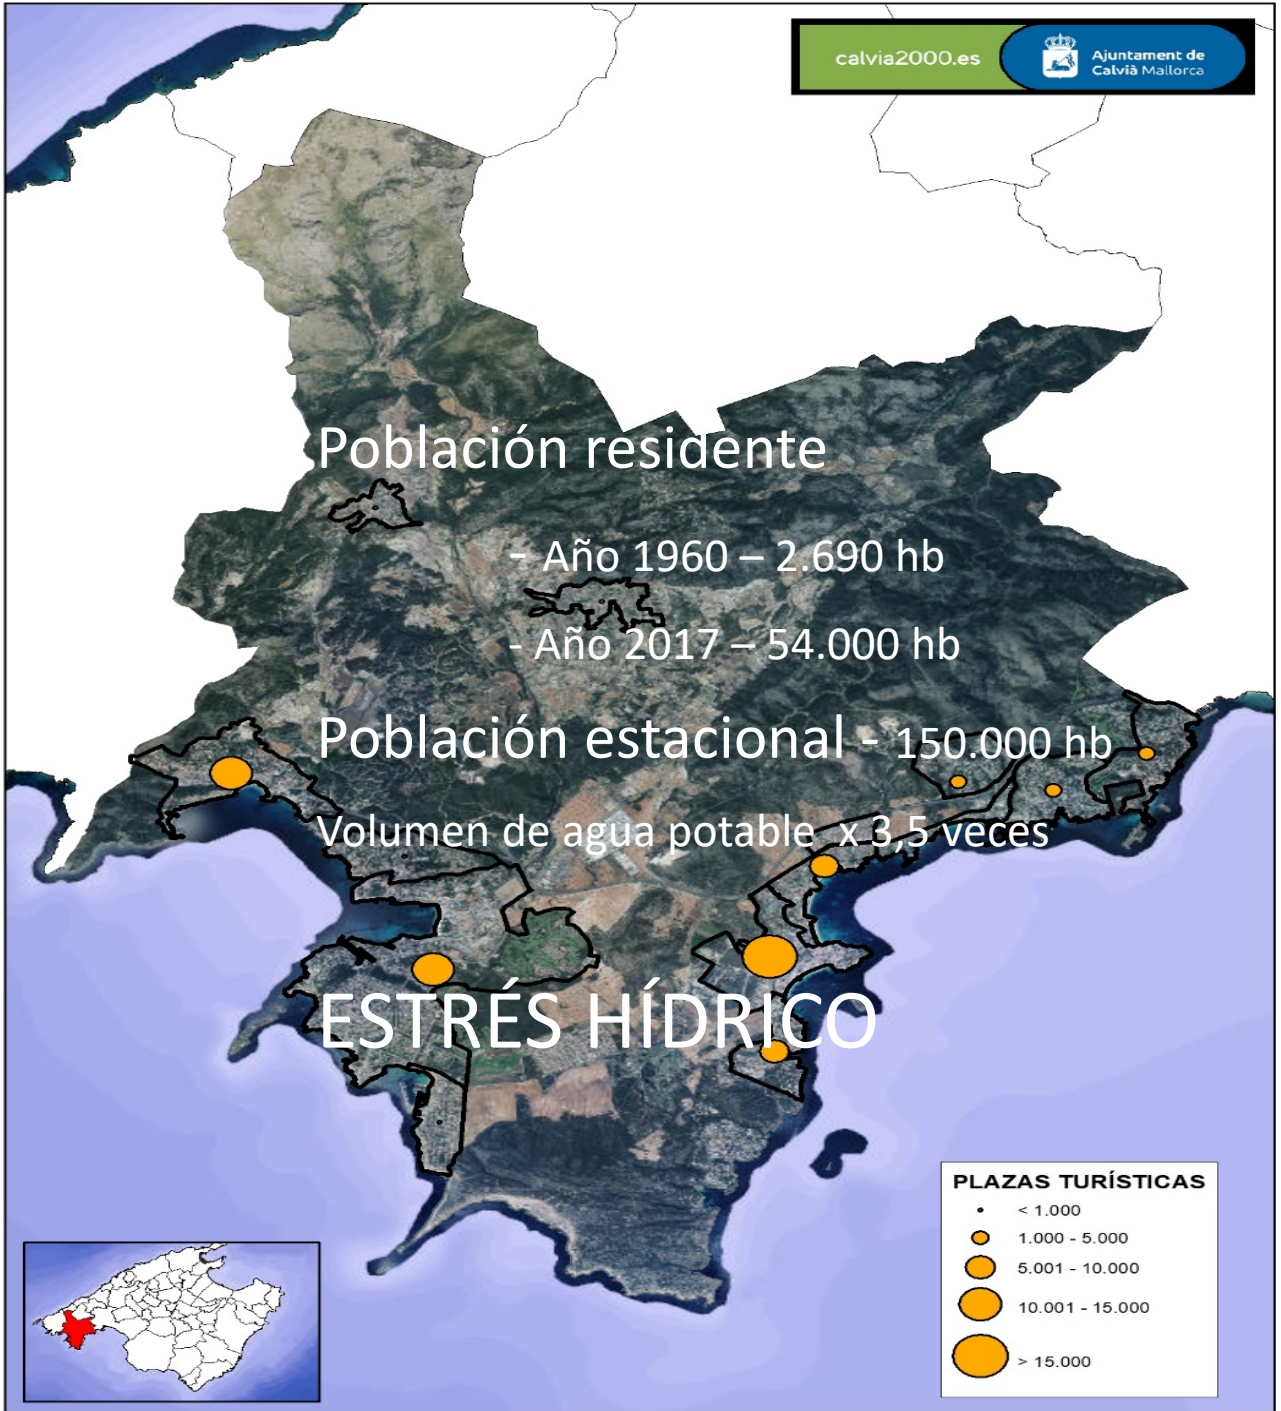 calvia2000.es
Ajuntament de
Calvià Mallorca
Población residente
- Año 1960 – 2.690 hb
- Año 2017 – 54.000 hb
Población estacional - 150.000 hb
Volumen de agua potable x 3,5 veces
ESTRÉS HÍDRICO
PLAZAS TURÍSTICAS
< 1.000
1.000 - 5.000
5.001 - 10.000
10.001 - 15.000
> 15.000